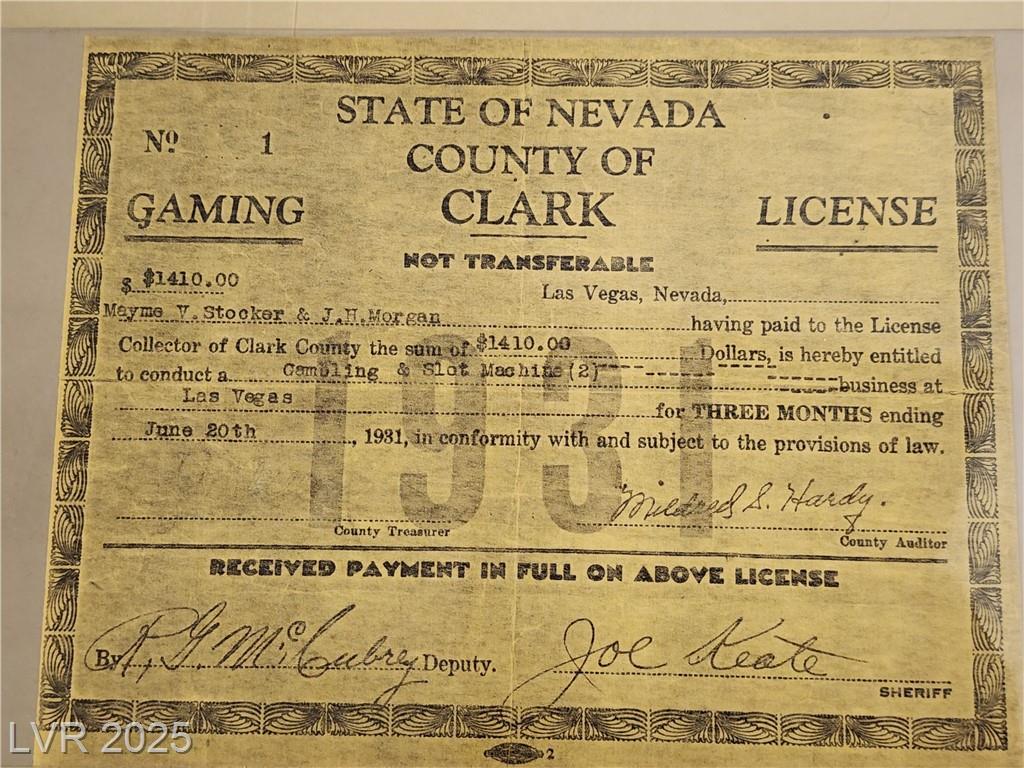 STATE OF NEVADA
Nº 1
COUNTY OF
GAMING CLARK LICENSE
NOT TRANSFERABLE
$ $1410.00
Las Vegas, Nevada,
Mayme V. Stocker & J.H.Morgan having paid to the License
Collector of Clark County the sum of $1410.00 Dollars, is hereby entitled
to conduct a Gambling & Slot Machine (2) business at
Las Vegas for THREE MONTHS ending
June 20th, 1931, in conformity with and subject to the provisions of law.
1931
Mildred S. Hardy.
County Treasurer County Auditor
RECEIVED PAYMENT IN FULL ON ABOVE LICENSE
By R. G. McCubrey Deputy. Joe Keate
SHERIFF
LVR 2025
2